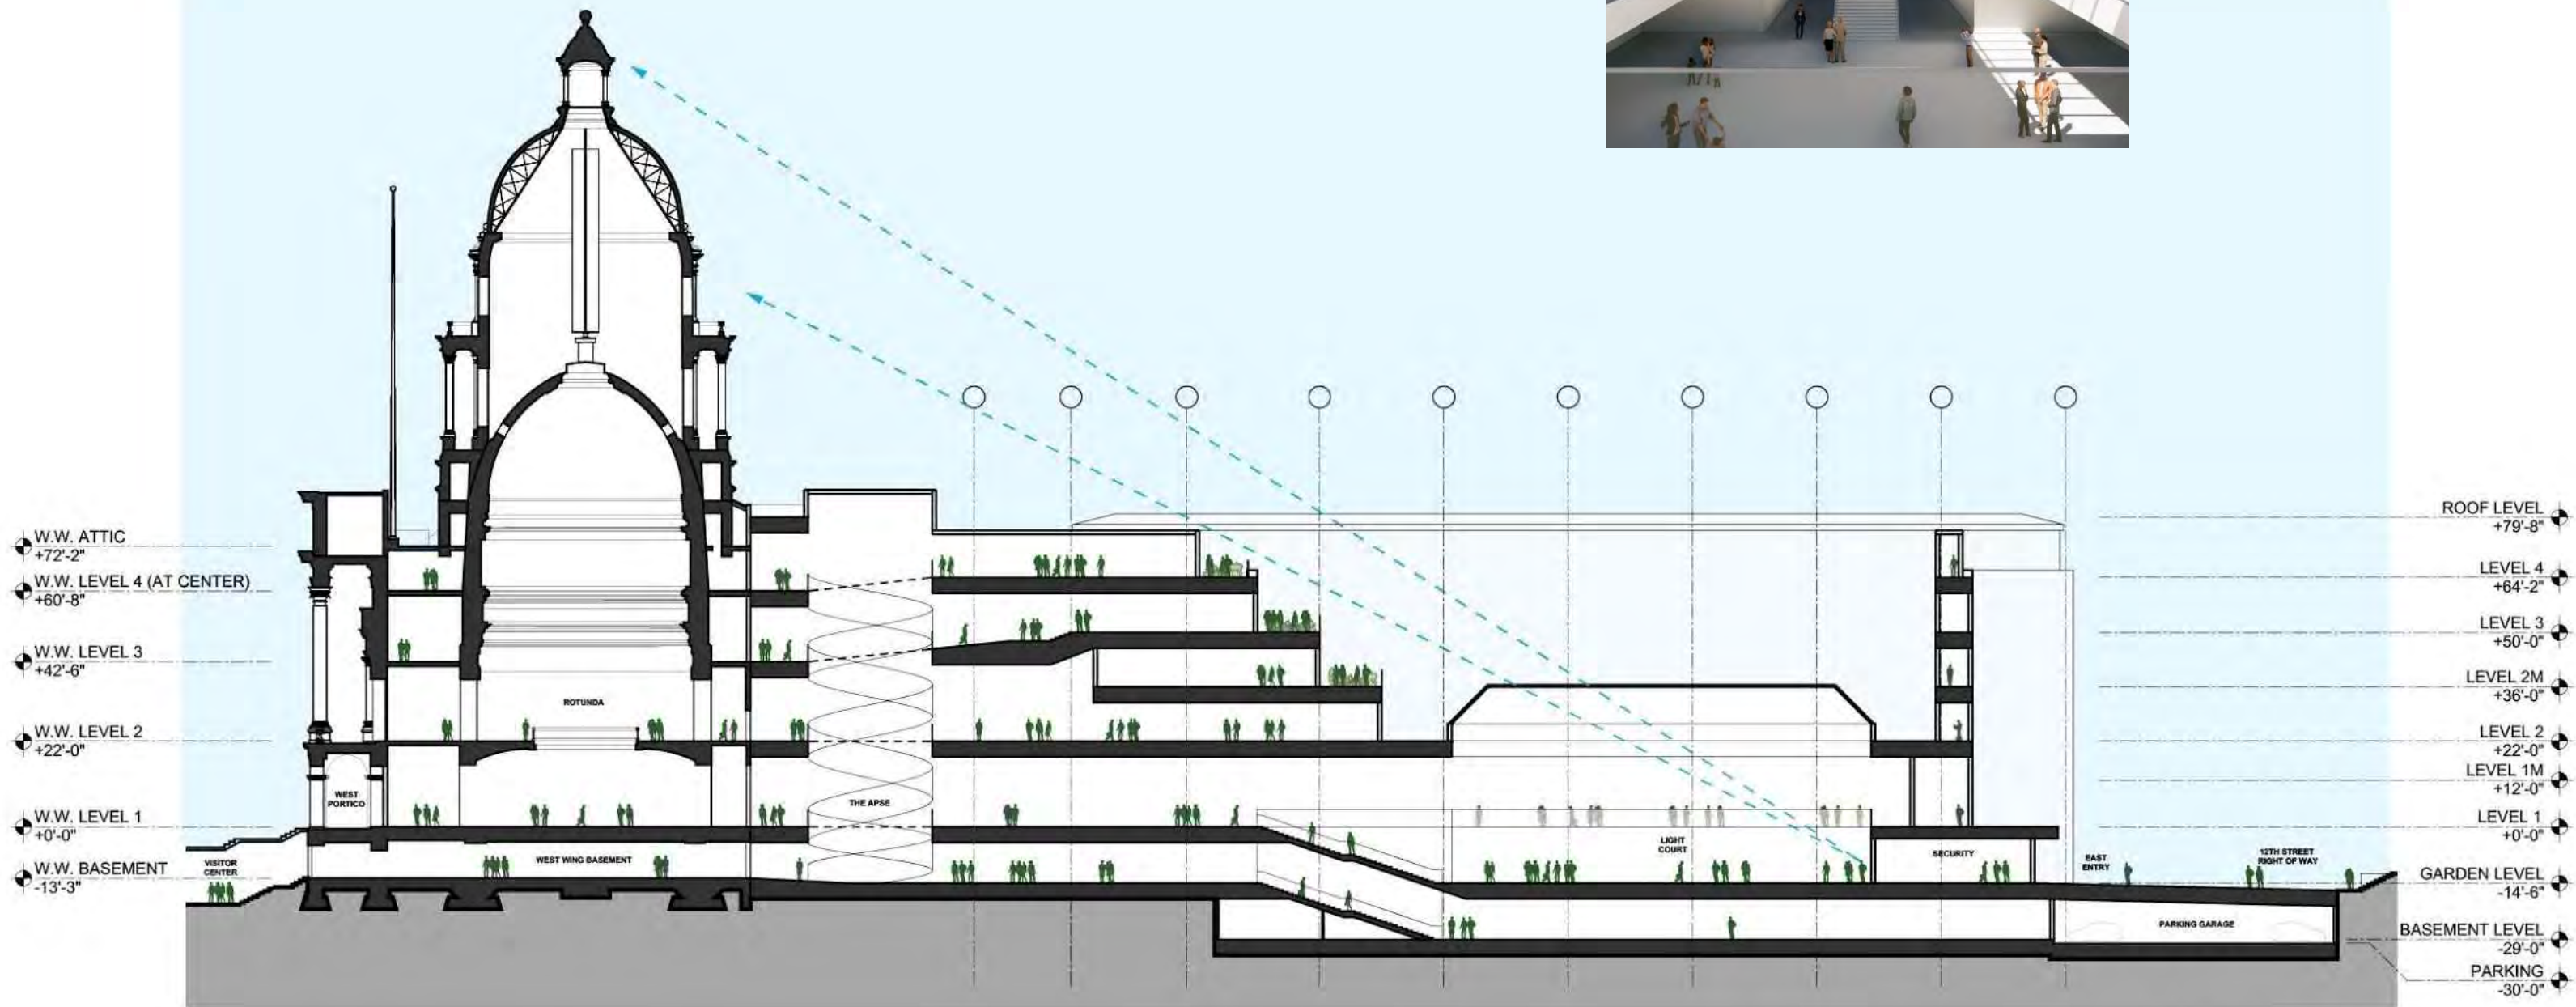 W.W. ATTIC
+72'-2"
W.W. LEVEL 4 (AT CENTER)
+60'-8"
W.W. LEVEL 3
+42'-6"
W.W. LEVEL 2
+22'-0"
W.W. LEVEL 1
+0'-0"
W.W. BASEMENT
-13'-3"
VISITOR
CENTER
WEST
PORTICO
ROTUNDA
WEST WING BASEMENT
THE APSE
LIGHT
COURT
SECURITY
EAST
ENTRY
12TH STREET
RIGHT OF WAY
PARKING GARAGE
ROOF LEVEL
+79'-8"
LEVEL 4
+64'-2"
LEVEL 3
+50'-0"
LEVEL 2M
+36'-0"
LEVEL 2
+22'-0"
LEVEL 1M
+12'-0"
LEVEL 1
+0'-0"
GARDEN LEVEL
-14'-6"
BASEMENT LEVEL
-29'-0"
PARKING
-30'-0"